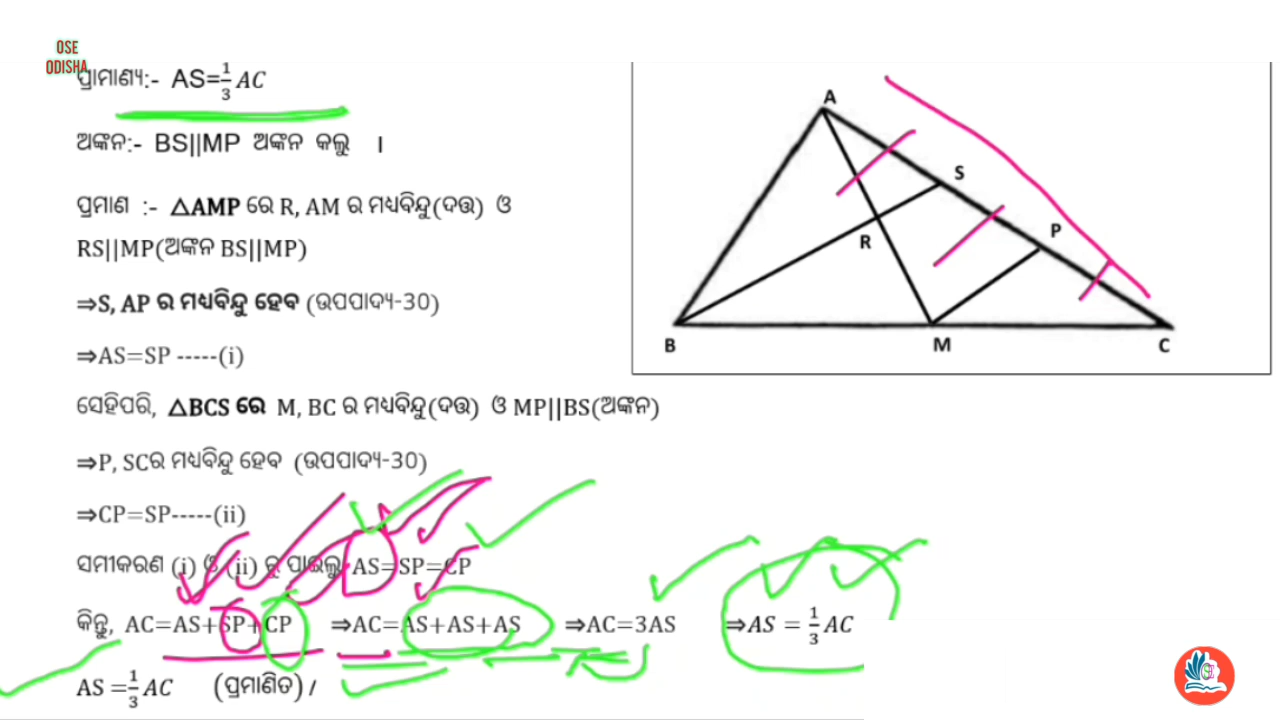 OSE
ODISHA
ପ୍ରାମାଣ୍ୟ:- AS=1/3 AC
ଅଙ୍କନ:- BS||MP ଅଙ୍କନ କଲୁ ।
ପ୍ରମାଣ :- △AMP ରେ R, AM ର ମଧ୍ୟବିନ୍ଦୁ(ଦତ୍ତ) ଓ
RS||MP(ଅଙ୍କନ BS||MP)
⇒S, AP ର ମଧ୍ୟବିନ୍ଦୁ ହେବ (ଉପପାଦ୍ୟ-30)
⇒AS=SP -----(i)
ସେହିପରି, △BCS ରେ M, BC ର ମଧ୍ୟବିନ୍ଦୁ(ଦତ୍ତ) ଓ MP||BS(ଅଙ୍କନ)
⇒P, SCର ମଧ୍ୟବିନ୍ଦୁ ହେବ (ଉପପାଦ୍ୟ-30)
⇒CP=SP-----(ii)
ସମୀକରଣ (i) ଓ (ii) ରୁ ପାଇଲୁ AS=SP=CP
କିନ୍ତୁ, AC=AS+SP+CP ⇒AC=AS+AS+AS ⇒AC=3AS ⇒AS = 1/3 AC
AS =1/3 AC (ପ୍ରମାଣିତ) /
A
S
P
R
B
M
C